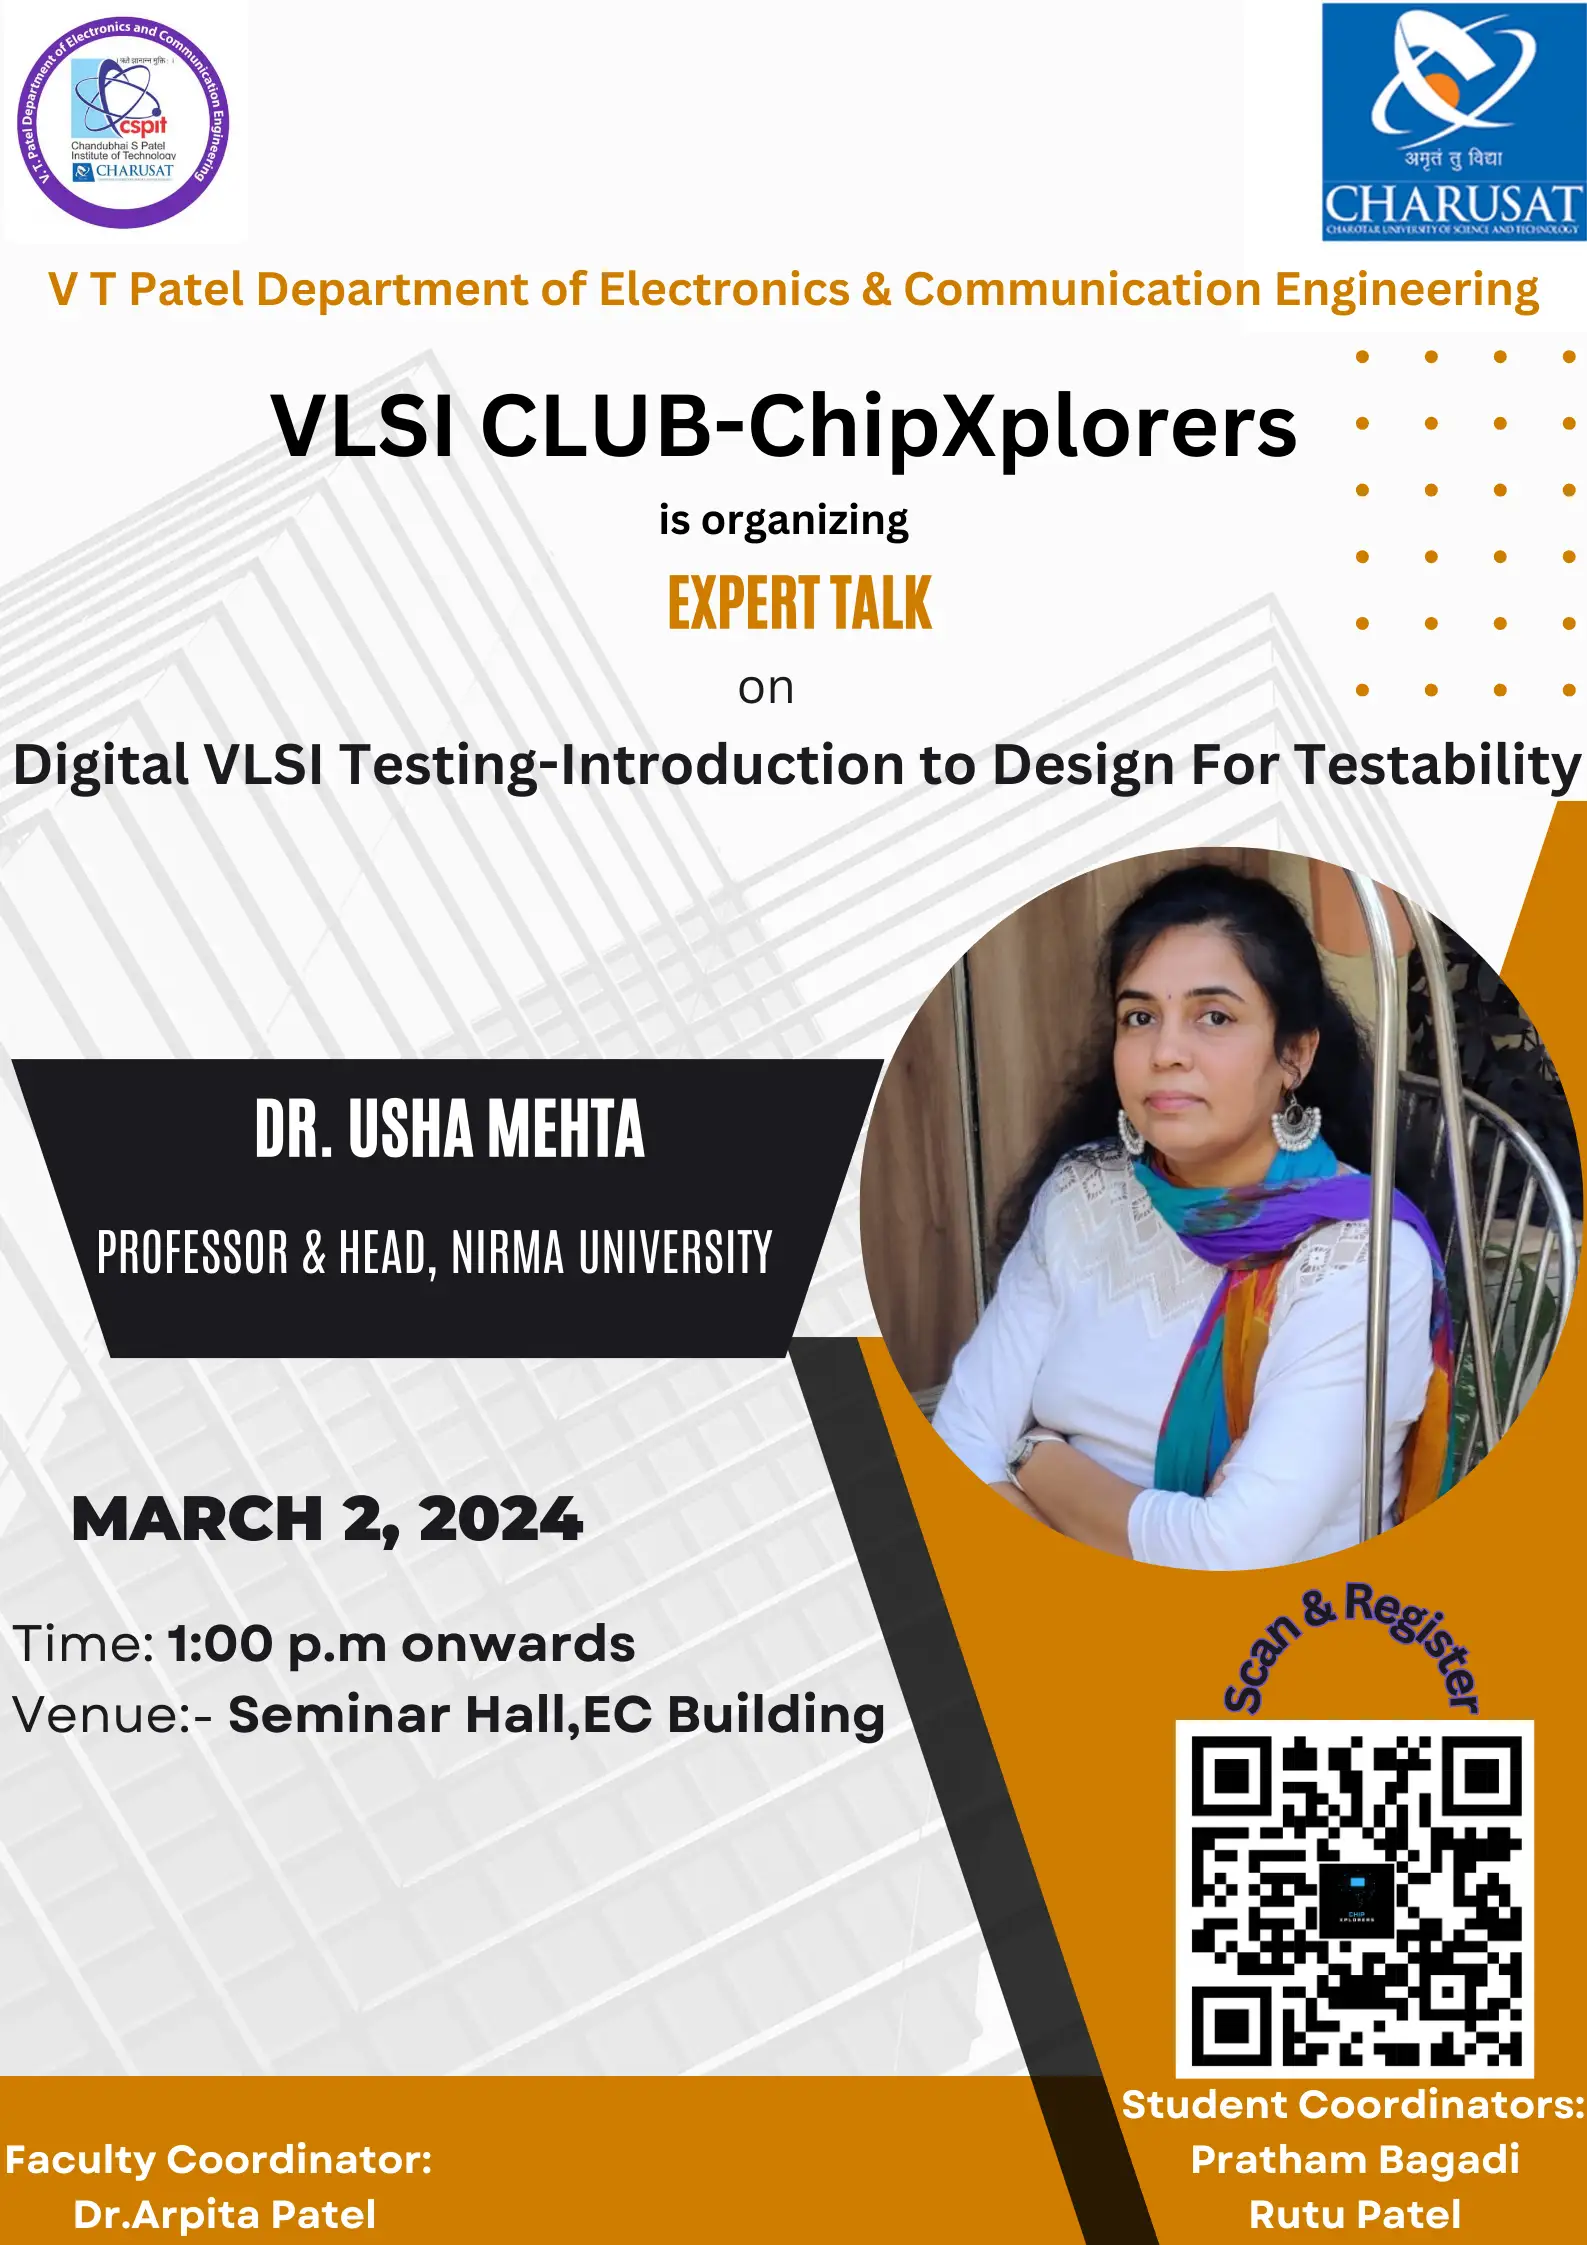 V. T. Patel Department of Electronics and Communication Engineering
cspit
Chandubhai S Patel
Institute of Technology
CHARUSAT
अमृतं तु विद्या
CHARUSAT
CHAROTAR UNIVERSITY OF SCIENCE AND TECHNOLOGY
V T Patel Department of Electronics & Communication Engineering
VLSI CLUB-ChipXplorers
is organizing
EXPERT TALK
on
Digital VLSI Testing-Introduction to Design For Testability
DR. USHA MEHTA
PROFESSOR & HEAD, NIRMA UNIVERSITY
MARCH 2, 2024
Time: 1:00 p.m onwards
Venue:- Seminar Hall,EC Building
Scan & Register
CHIP
XPLORERS
Student Coordinators:
Pratham Bagadi
Rutu Patel
Faculty Coordinator:
Dr.Arpita Patel